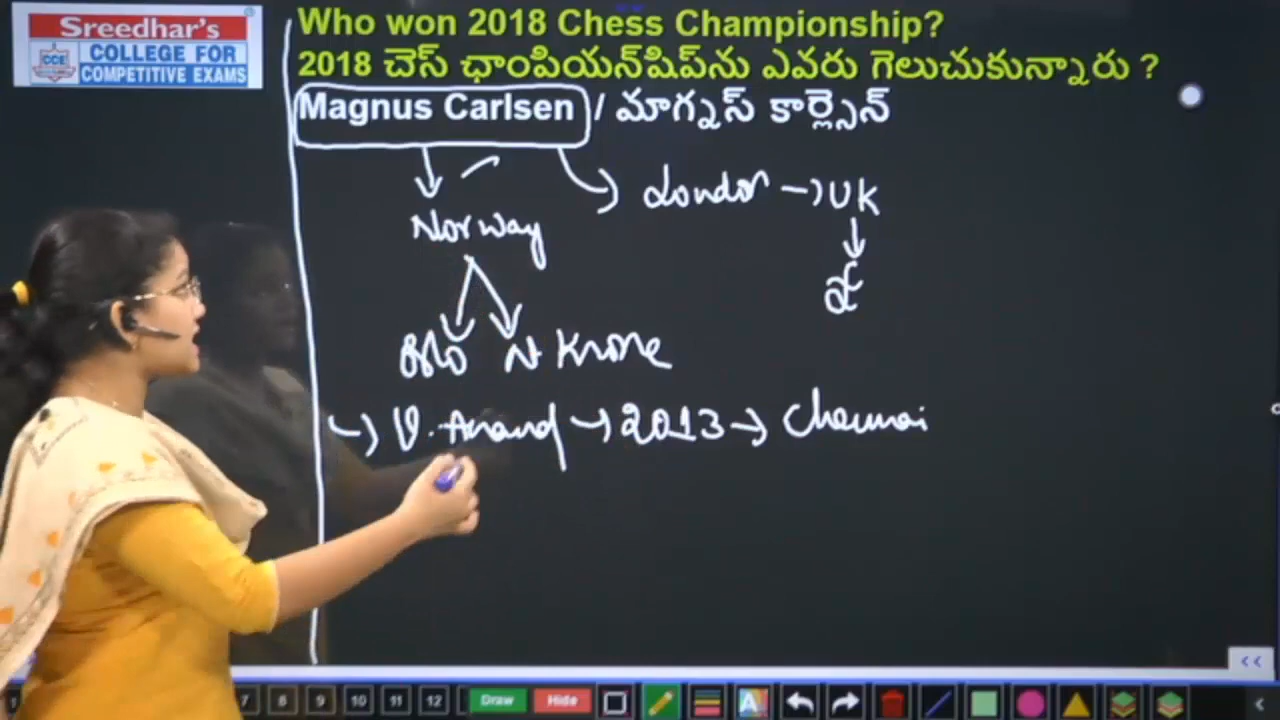 Sreedhar's
CCE
COLLEGE FOR
COMPETITIVE EXAMS
Who won 2018 Chess Championship?
2018 చెస్ ఛాంపియన్‌షిప్‌ను ఎవరు గెలుచుకున్నారు ?
Magnus Carlsen / మాగ్నస్ కార్ల్సెన్
London → UK
Norway
Oslo N Krone
→ V. Anand → 2013 → Chennai
7 8 9 10 11 12 Draw Hide A <<